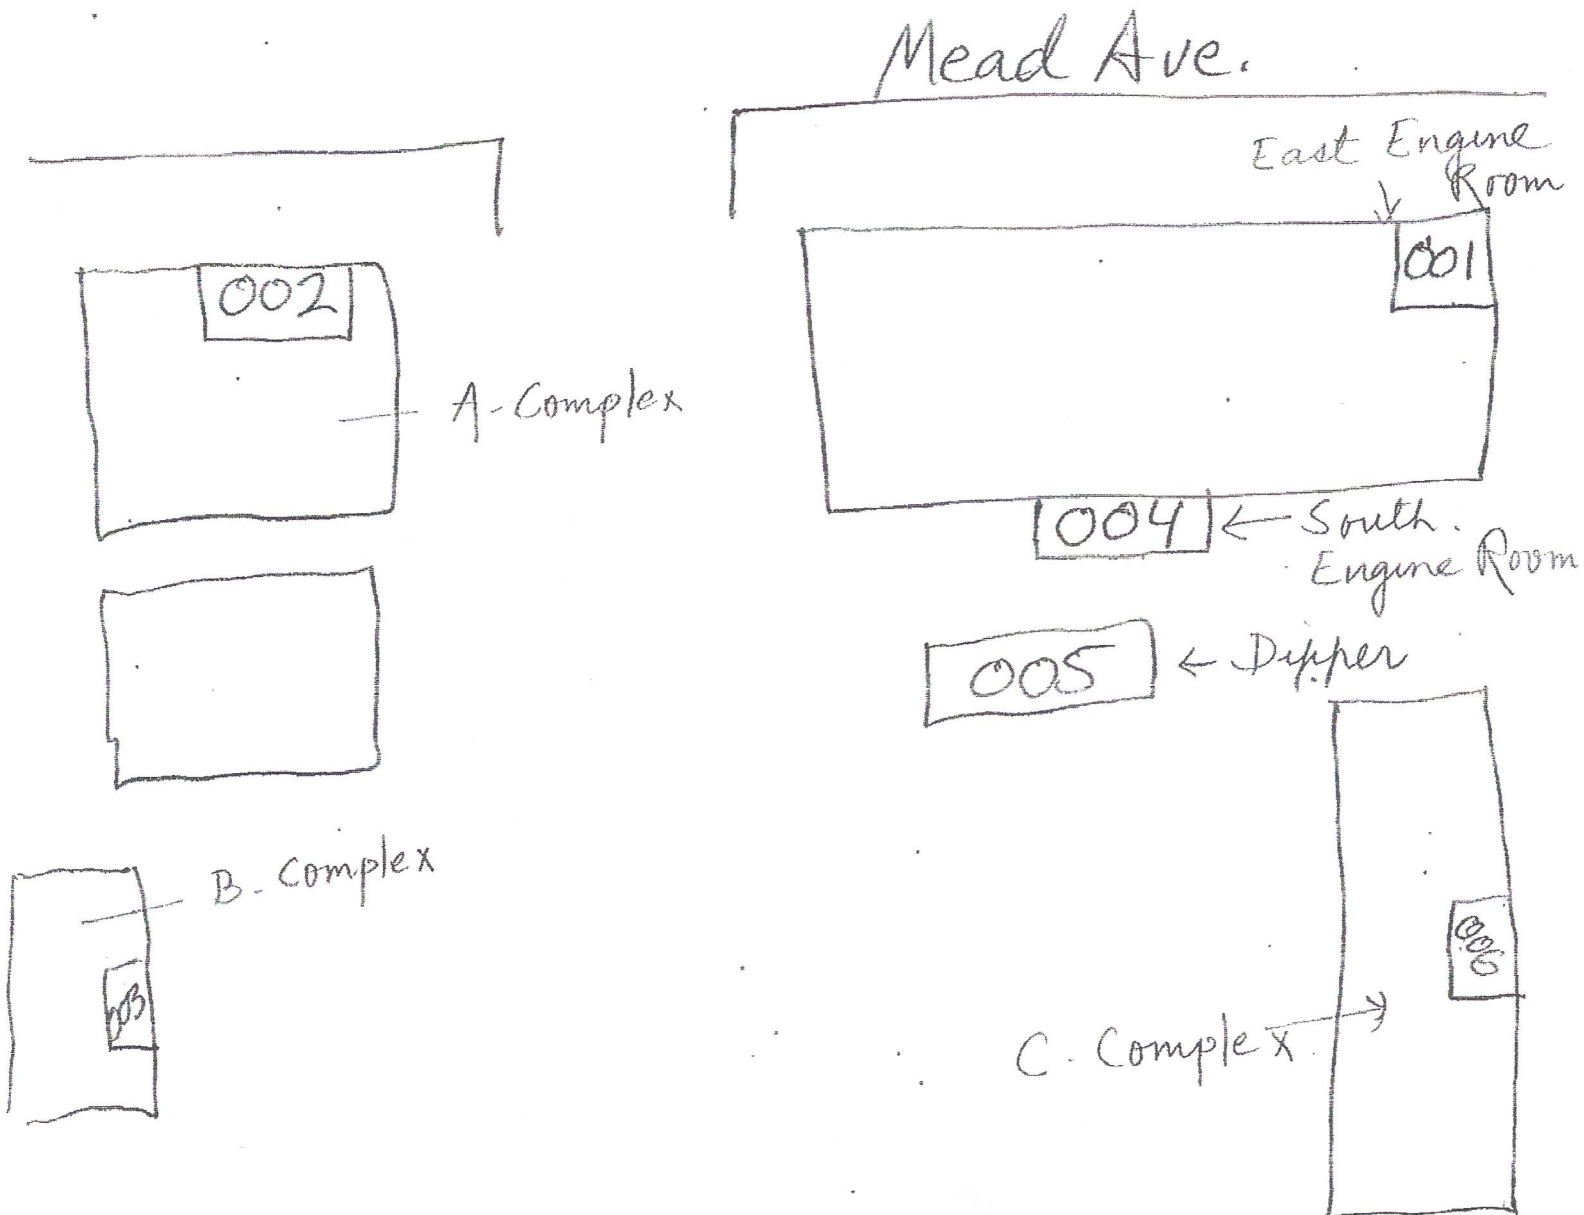 Mead Ave.
East Engine
Room
001
002
A-Complex
004
South.
Engine Room
005
Dipper
B-Complex
003
006
C-Complex